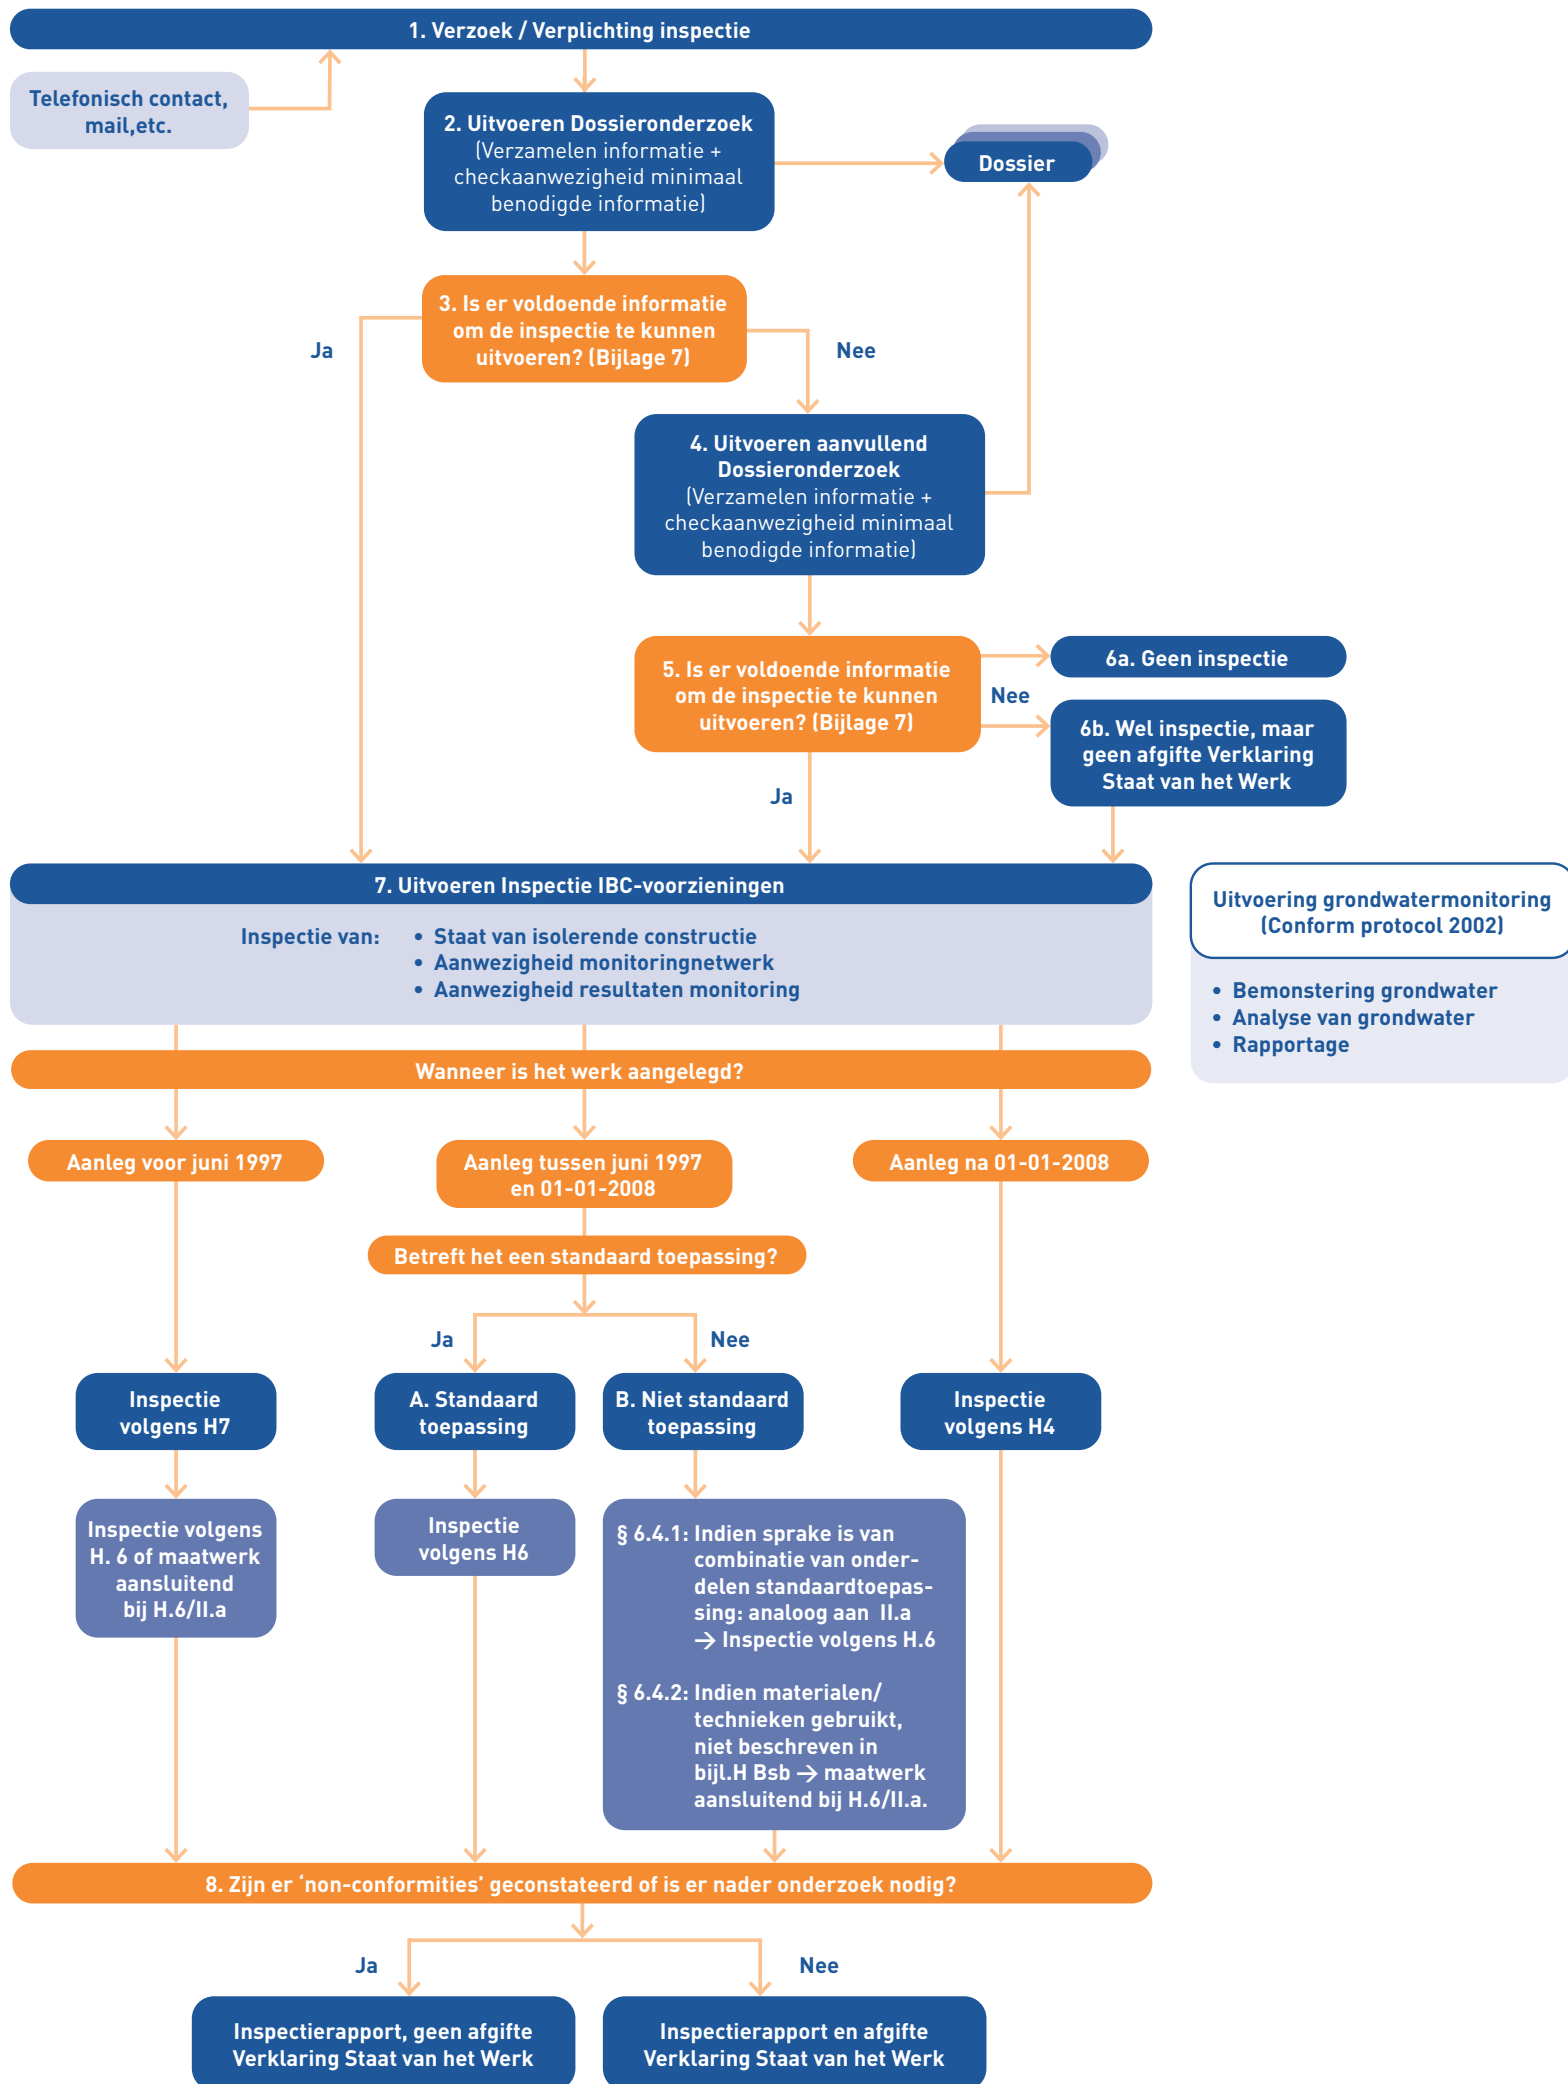 1. Verzoek / Verplichting inspectie
Telefonisch contact,
mail,etc.
2. Uitvoeren Dossieronderzoek
(Verzamelen informatie +
checkaanwezigheid minimaal
benodigde informatie)
Dossier
3. Is er voldoende informatie
om de inspectie te kunnen
uitvoeren? (Bijlage 7)
Ja
Nee
4. Uitvoeren aanvullend
Dossieronderzoek
(Verzamelen informatie +
checkaanwezigheid minimaal
benodigde informatie)
5. Is er voldoende informatie
om de inspectie te kunnen
uitvoeren? (Bijlage 7)
Nee
6a. Geen inspectie
6b. Wel inspectie, maar
geen afgifte Verklaring
Staat van het Werk
Ja
7. Uitvoeren Inspectie IBC-voorzieningen
Inspectie van: • Staat van isolerende constructie
• Aanwezigheid monitoringnetwerk
• Aanwezigheid resultaten monitoring
Uitvoering grondwatermonitoring
(Conform protocol 2002)
• Bemonstering grondwater
• Analyse van grondwater
• Rapportage
Wanneer is het werk aangelegd?
Aanleg voor juni 1997
Aanleg tussen juni 1997
en 01-01-2008
Aanleg na 01-01-2008
Betreft het een standaard toepassing?
Ja
Nee
Inspectie
volgens H7
A. Standaard
toepassing
B. Niet standaard
toepassing
Inspectie
volgens H4
Inspectie volgens
H. 6 of maatwerk
aansluitend
bij H.6/II.a
Inspectie
volgens H6
§ 6.4.1: Indien sprake is van
combinatie van onder-
delen standaardtoepas-
sing: analoog aan II.a
→ Inspectie volgens H.6
§ 6.4.2: Indien materialen/
technieken gebruikt,
niet beschreven in
bijl.H Bsb → maatwerk
aansluitend bij H.6/II.a.
8. Zijn er ‘non-conformities’ geconstateerd of is er nader onderzoek nodig?
Ja
Nee
Inspectierapport, geen afgifte
Verklaring Staat van het Werk
Inspectierapport en afgifte
Verklaring Staat van het Werk